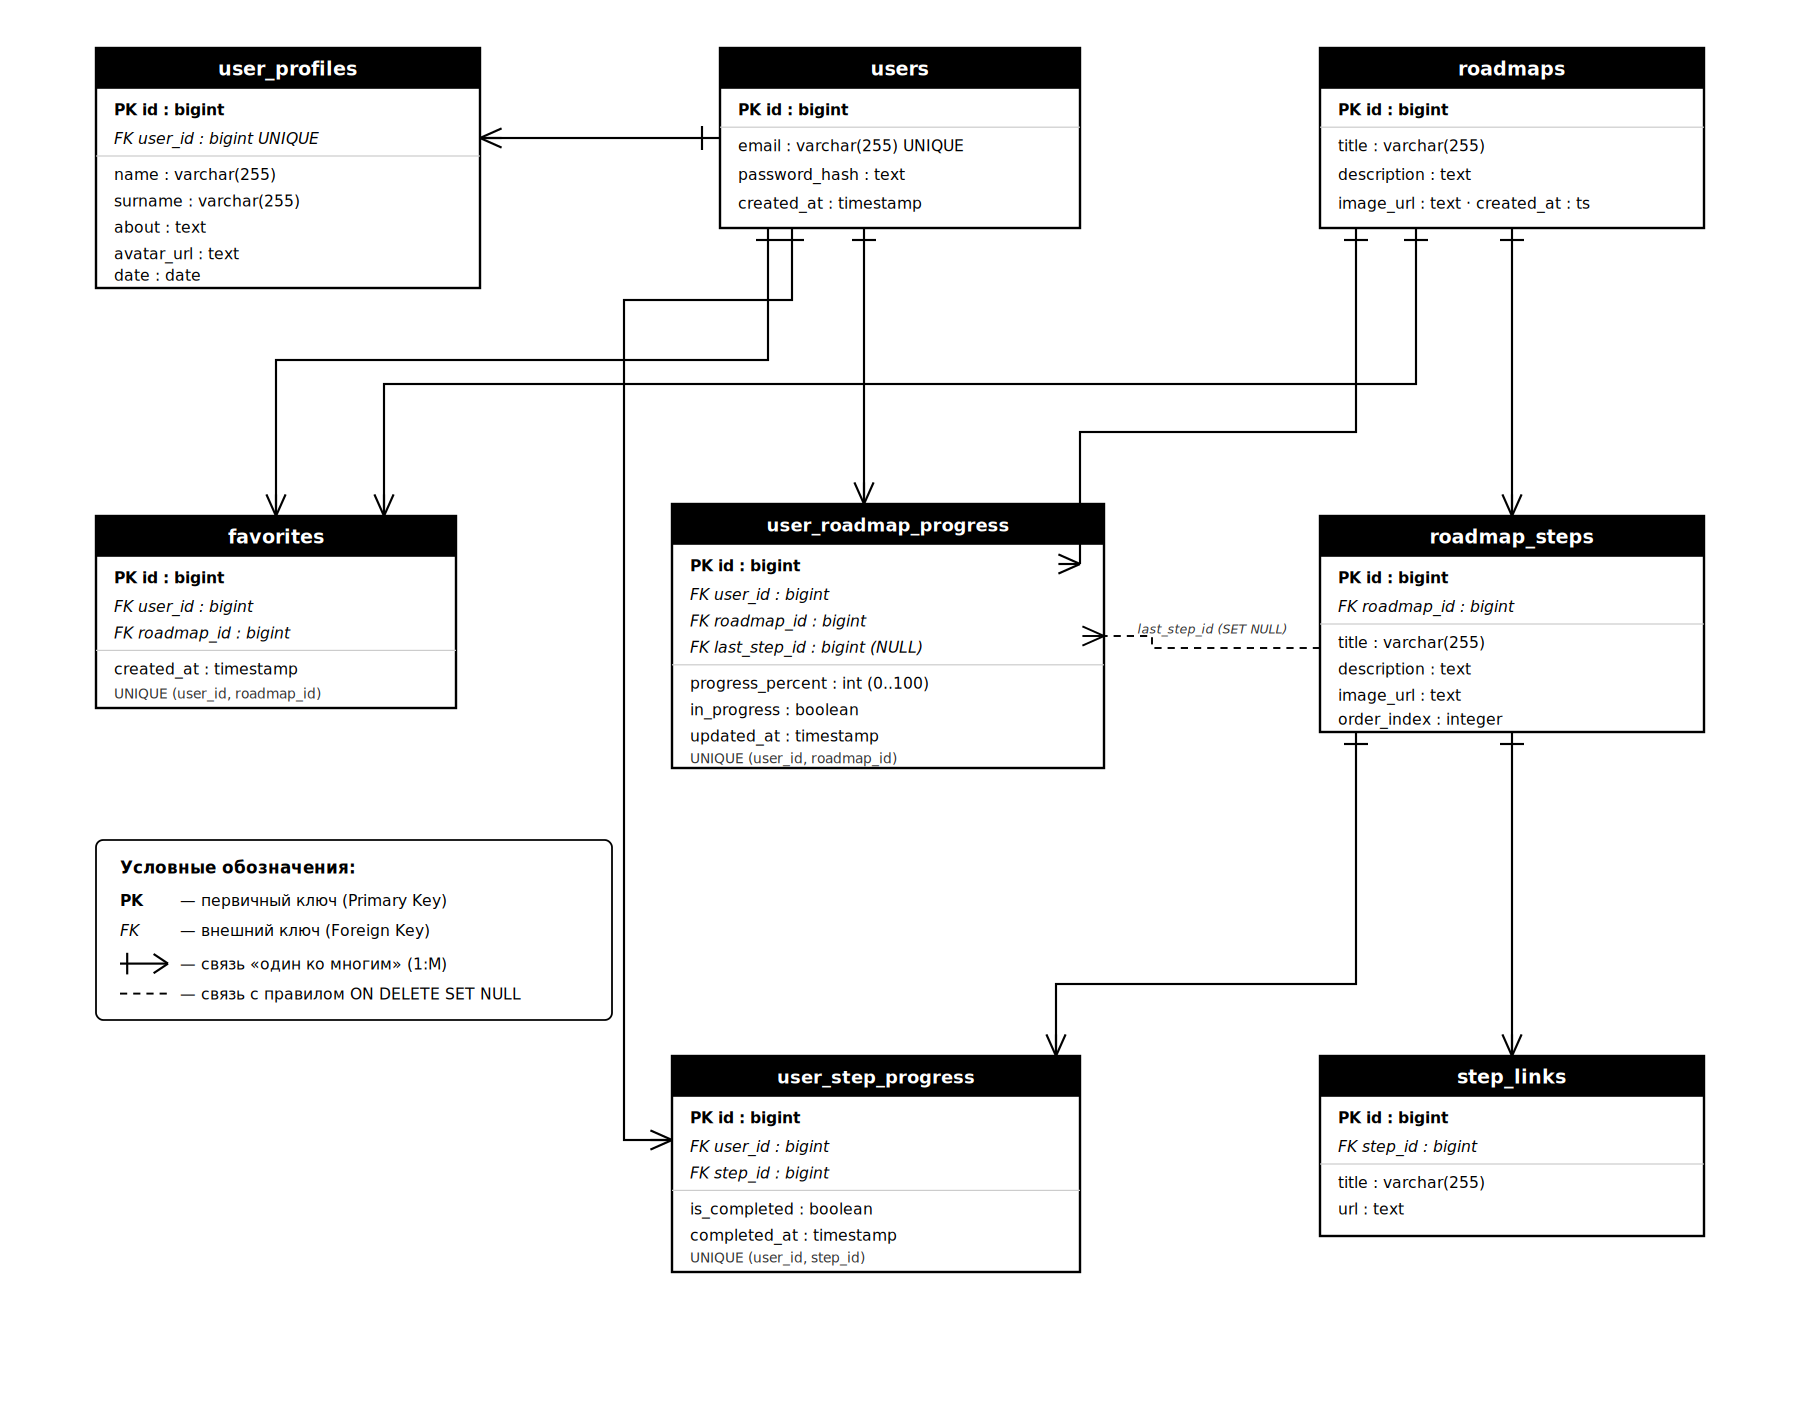 user_profiles
PK id : bigint
FK user_id : bigint UNIQUE
name : varchar(255)
surname : varchar(255)
about : text
avatar_url : text
date : date
users
PK id : bigint
email : varchar(255) UNIQUE
password_hash : text
created_at : timestamp
roadmaps
PK id : bigint
title : varchar(255)
description : text
image_url : text · created_at : ts
favorites
PK id : bigint
FK user_id : bigint
FK roadmap_id : bigint
created_at : timestamp
UNIQUE (user_id, roadmap_id)
user_roadmap_progress
PK id : bigint
FK user_id : bigint
FK roadmap_id : bigint
FK last_step_id : bigint (NULL)
progress_percent : int (0..100)
in_progress : boolean
updated_at : timestamp
UNIQUE (user_id, roadmap_id)
last_step_id (SET NULL)
roadmap_steps
PK id : bigint
FK roadmap_id : bigint
title : varchar(255)
description : text
image_url : text
order_index : integer
Условные обозначения:
PK — первичный ключ (Primary Key)
FK — внешний ключ (Foreign Key)
— связь «один ко многим» (1:M)
— связь с правилом ON DELETE SET NULL
user_step_progress
PK id : bigint
FK user_id : bigint
FK step_id : bigint
is_completed : boolean
completed_at : timestamp
UNIQUE (user_id, step_id)
step_links
PK id : bigint
FK step_id : bigint
title : varchar(255)
url : text